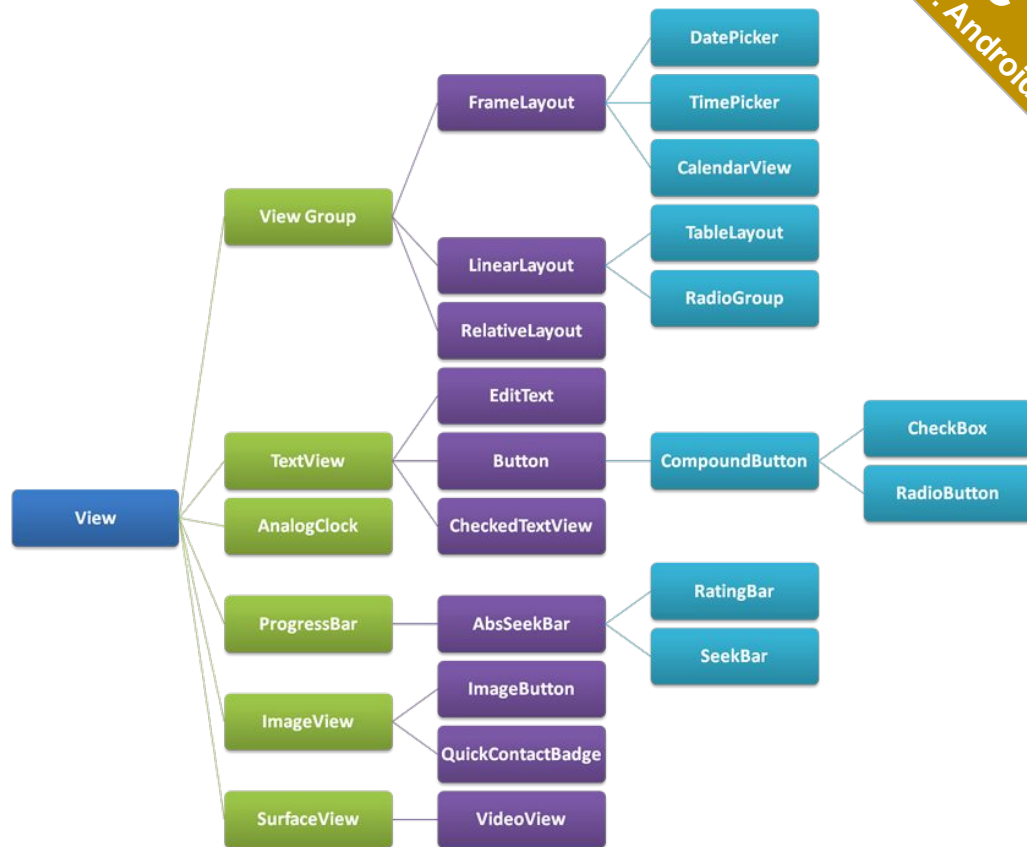 . Android
DatePicker
FrameLayout
TimePicker
CalendarView
View Group
TableLayout
LinearLayout
RadioGroup
RelativeLayout
EditText
CheckBox
TextView
Button
CompoundButton
RadioButton
View
AnalogClock
CheckedTextView
RatingBar
ProgressBar
AbsSeekBar
SeekBar
ImageButton
ImageView
QuickContactBadge
SurfaceView
VideoView